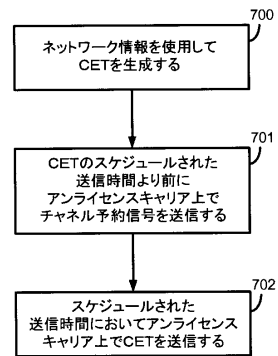 700
ネットワーク情報を使用して
CETを生成する
701
CETのスケジュールされた
送信時間より前に
アンライセンスキャリア上で
チャネル予約信号を送信する
702
スケジュールされた
送信時間においてアンライセンス
キャリア上でCETを送信する